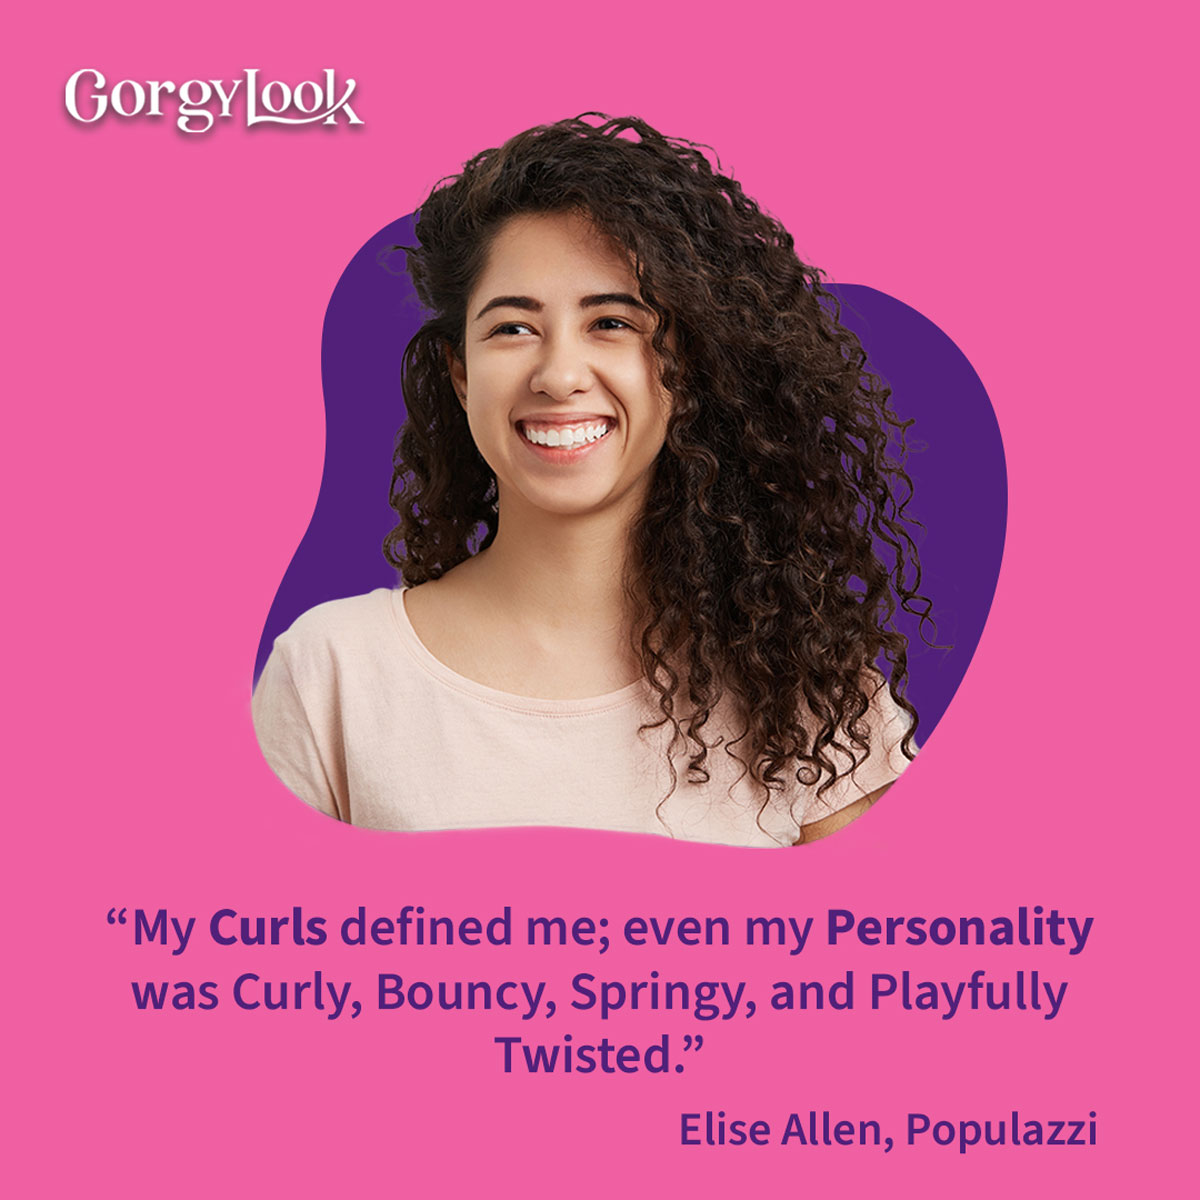 GorgyLook
“My Curls defined me; even my Personality
was Curly, Bouncy, Springy, and Playfully
Twisted.”
Elise Allen, Populazzi